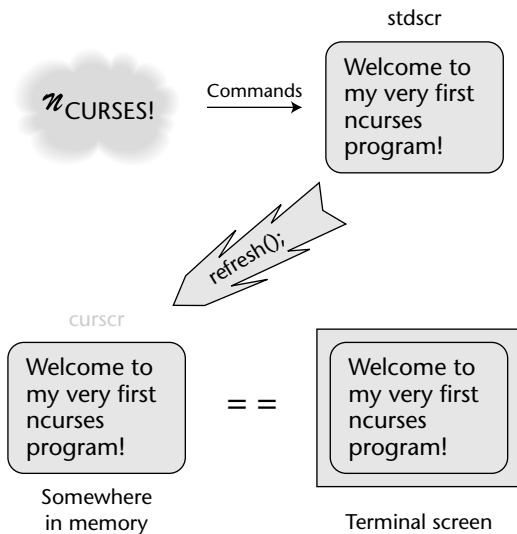 stdscr
nCURSES!
Commands
Welcome to
my very first
ncurses
program!
refresh();
curscr
Welcome to
my very first
ncurses
program!
= =
Welcome to
my very first
ncurses
program!
Somewhere
in memory
Terminal screen